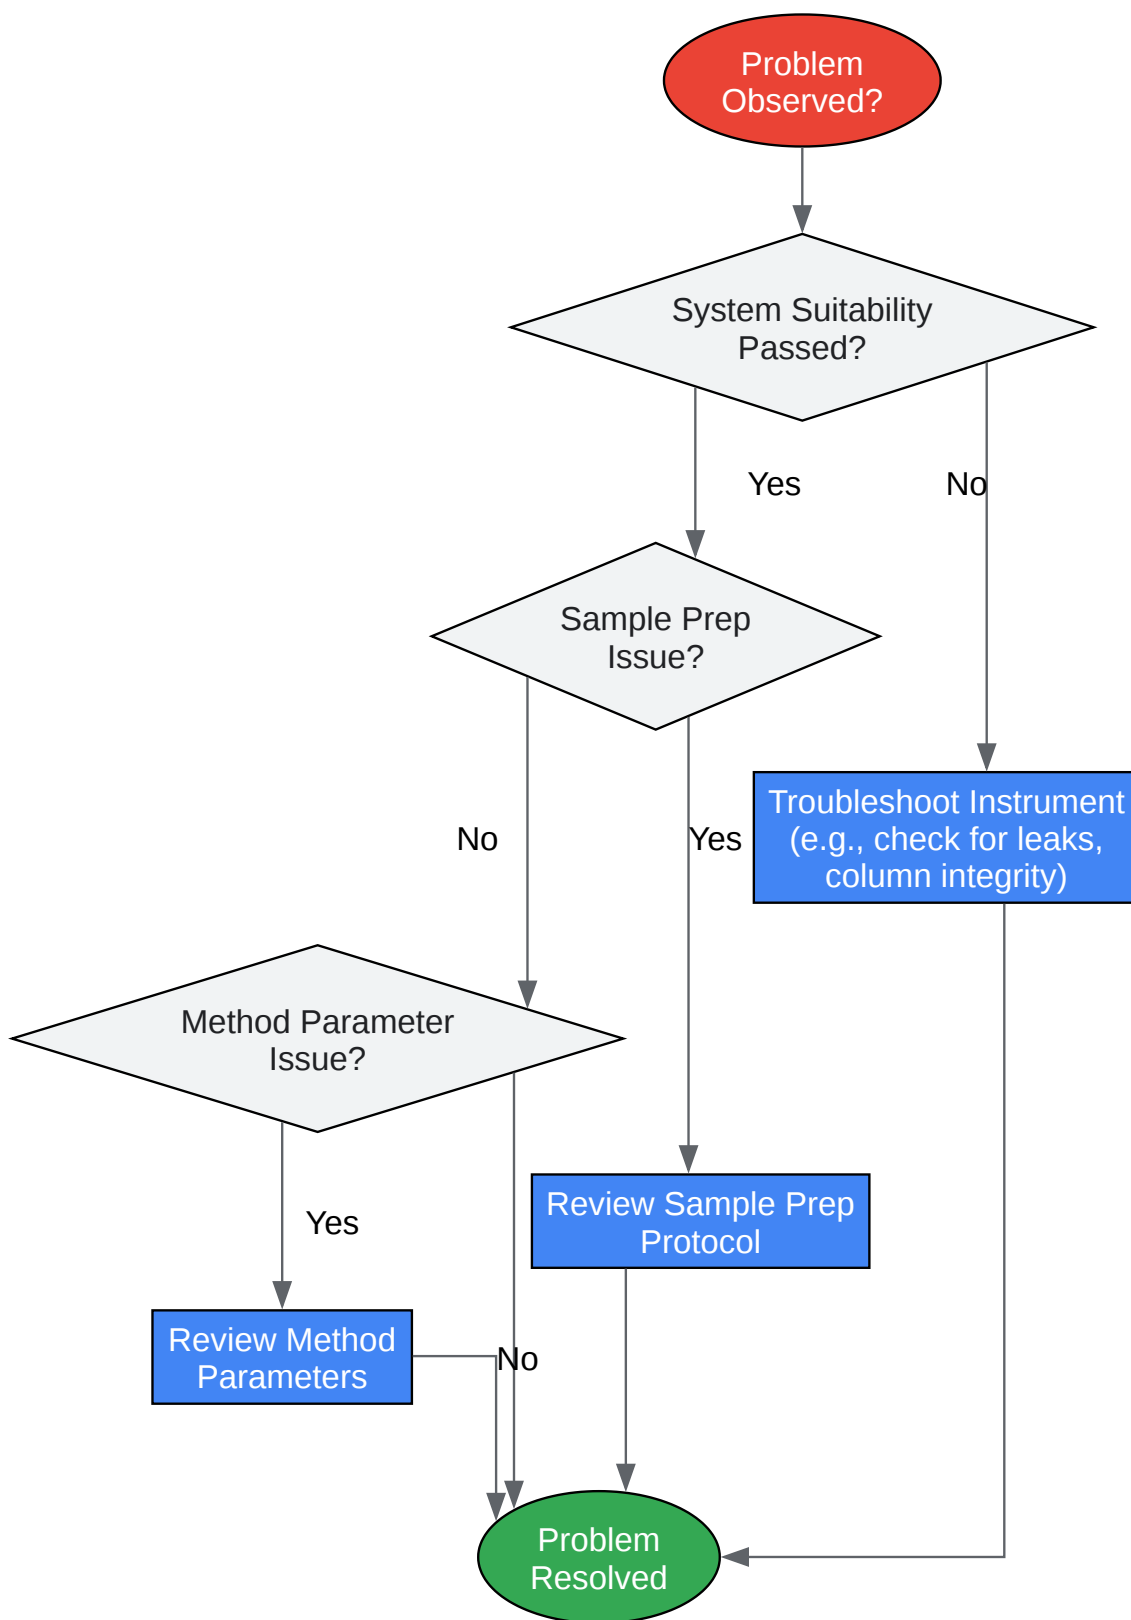 Problem
Observed?
System Suitability
Passed?
Yes
No
Sample Prep
Issue?
Troubleshoot Instrument
(e.g., check for leaks,
column integrity)
No
Yes
Method Parameter
Issue?
Review Sample Prep
Protocol
Yes
Review Method
Parameters
No
Problem
Resolved